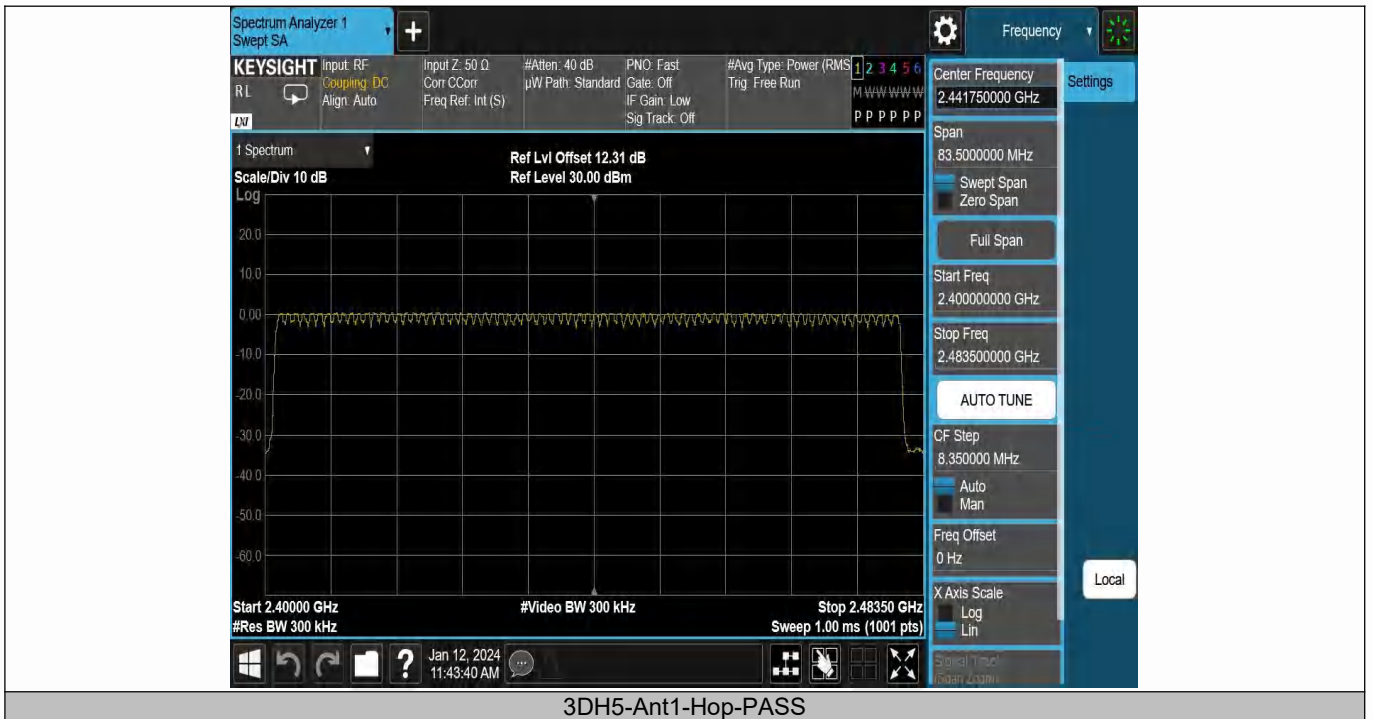 Spectrum Analyzer 1
Swept SA
+
Frequency
KEYSIGHT
RL
LXI
Input: RF
Coupling: DC
Align: Auto
Input Z: 50 Ω
Corr CCorr
Freq Ref: Int (S)
#Atten: 40 dB
µW Path: Standard
PNO: Fast
Gate: Off
IF Gain: Low
Sig Track: Off
#Avg Type: Power (RMS
Trig: Free Run
1 2 3 4 5 6
M W W W W W
P P P P P P
1 Spectrum
Scale/Div 10 dB
Ref Lvl Offset 12.31 dB
Ref Level 30.00 dBm
Log
20.0
10.0
0.00
-10.0
-20.0
-30.0
-40.0
-50.0
-60.0
Start 2.40000 GHz
#Res BW 300 kHz
#Video BW 300 kHz
Stop 2.48350 GHz
Sweep 1.00 ms (1001 pts)
Center Frequency
2.441750000 GHz
Span
83.5000000 MHz
Swept Span
Zero Span
Full Span
Start Freq
2.400000000 GHz
Stop Freq
2.483500000 GHz
AUTO TUNE
CF Step
8.350000 MHz
Auto
Man
Freq Offset
0 Hz
X Axis Scale
Log
Lin
Signal Track
(Span Zoom)
Settings
Local
?
Jan 12, 2024
11:43:40 AM
3DH5-Ant1-Hop-PASS